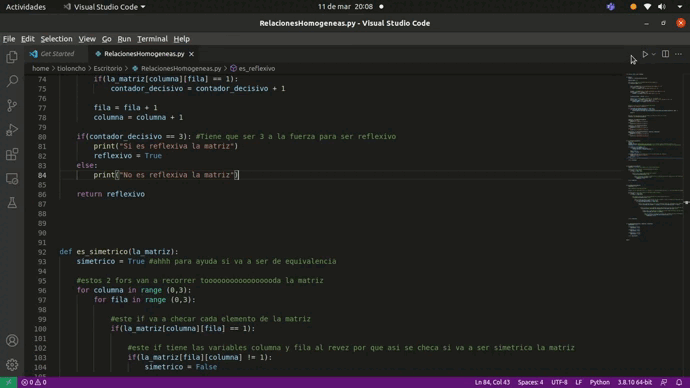 Actividades Visual Studio Code 11 de mar 20:08
RelacionesHomogeneas.py - Visual Studio Code
File Edit Selection View Go Run Terminal Help
Get Started RelacionesHomogeneas.py
home > tioloncho > Escritorio > RelacionesHomogeneas.py > es_reflexivo
74 if(la_matriz[columna][fila] == 1):
75 contador_decisivo = contador_decisivo + 1
76
77 fila = fila + 1
78 columna = columna + 1
79
80 if(contador_decisivo == 3): #Tiene que ser 3 a la fuerza para ser reflexivo
81 print("Si es reflexiva la matriz")
82 reflexivo = True
83 else:
84 print("No es reflexiva la matriz")
85
86 return reflexivo
87
88
89
90
91
92 def es_simetrico(la_matriz):
93 simetrico = True #ahhh para ayuda si va a ser de equivalencia
94
95 #estos 2 fors van a recorrer tooooooooooooooooda la matriz
96 for columna in range (0,3):
97 for fila in range (0,3):
98
99 #este if va a checar cada elemento de la matriz
100 if(la_matriz[columna][fila] == 1):
101
102 #este if tiene las variables columna y fila al revez por que asi se checa si va a ser simetrica la matriz
103 if(la_matriz[fila][columna] != 1):
104 simetrico = False
0 0 Ln 84, Col 43 Spaces: 4 UTF-8 LF Python 3.8.10 64-bit